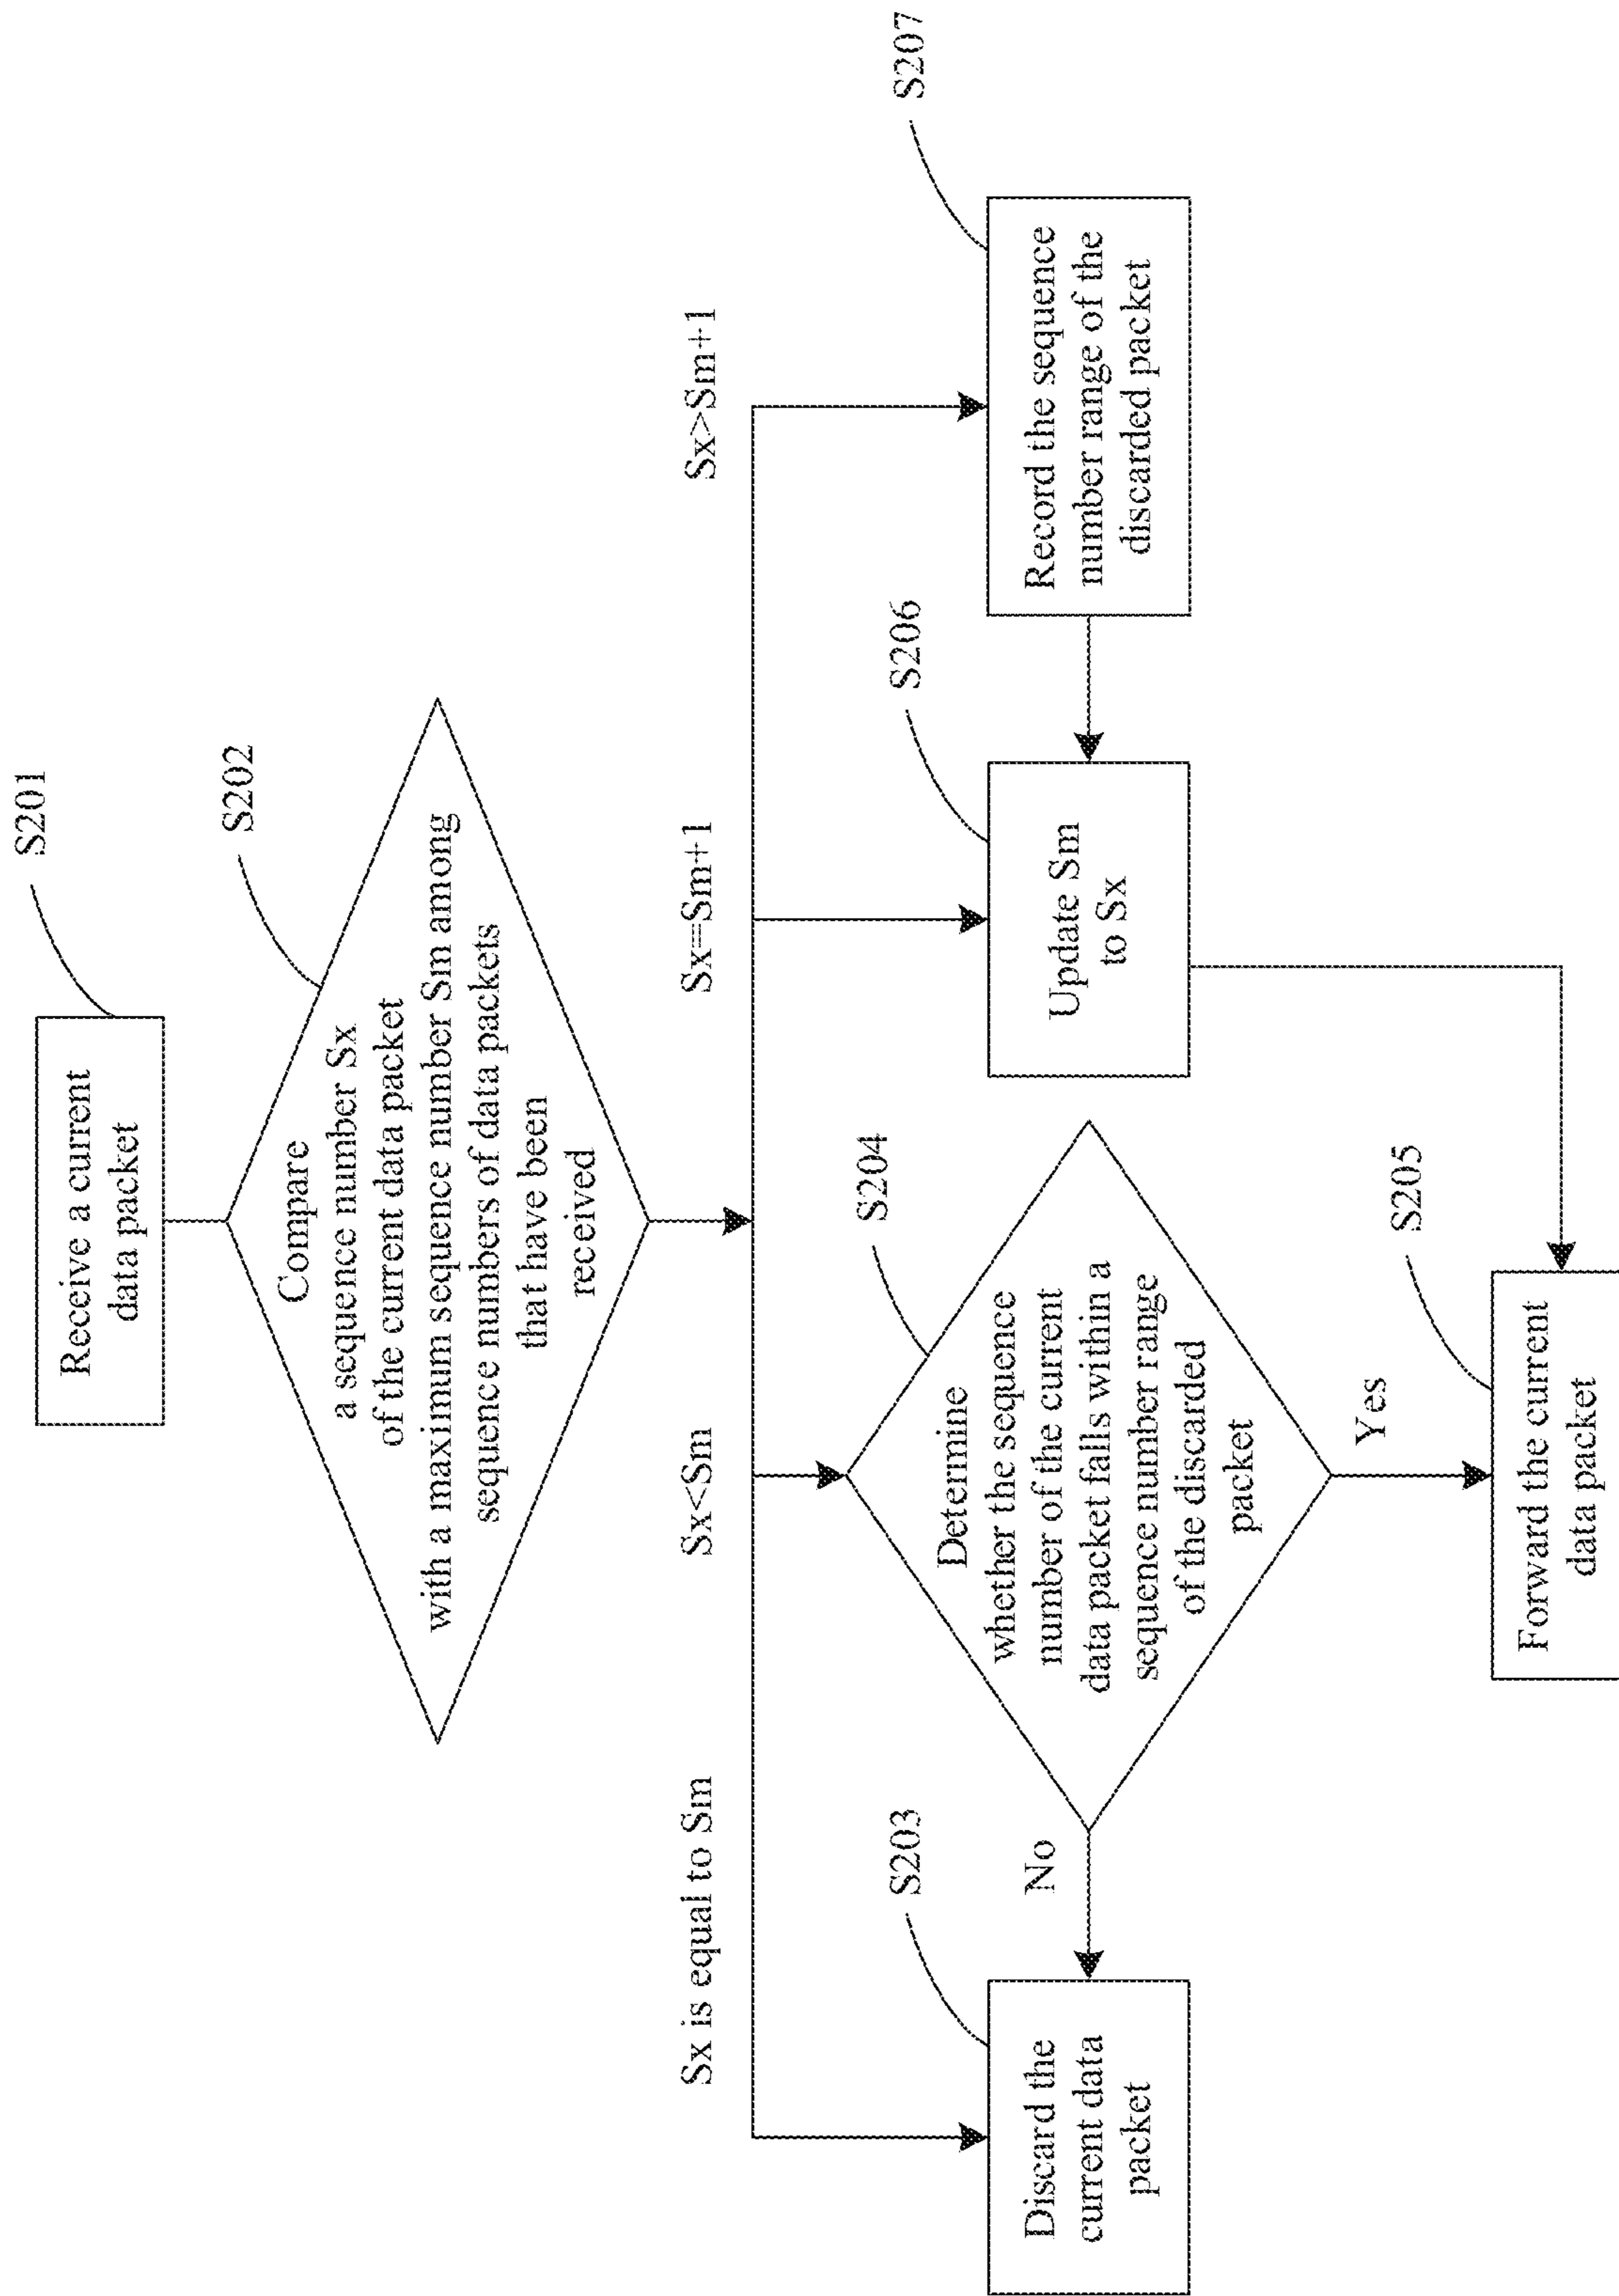 S201
Receive a current
data packet
S202
Compare
a sequence number Sx
of the current data packet
with a maximum sequence number Sm among
sequence numbers of data packets
that have been
received
Sx is equal to Sm
Sx<Sm
Sx=Sm+1
Sx>Sm+1
S203
Discard the
current data
packet
No
S204
Determine
whether the sequence
number of the current
data packet falls within a
sequence number range
of the discarded
packet
Yes
S206
Update Sm
to Sx
S207
Record the sequence
number range of the
discarded packet
S205
Forward the current
data packet